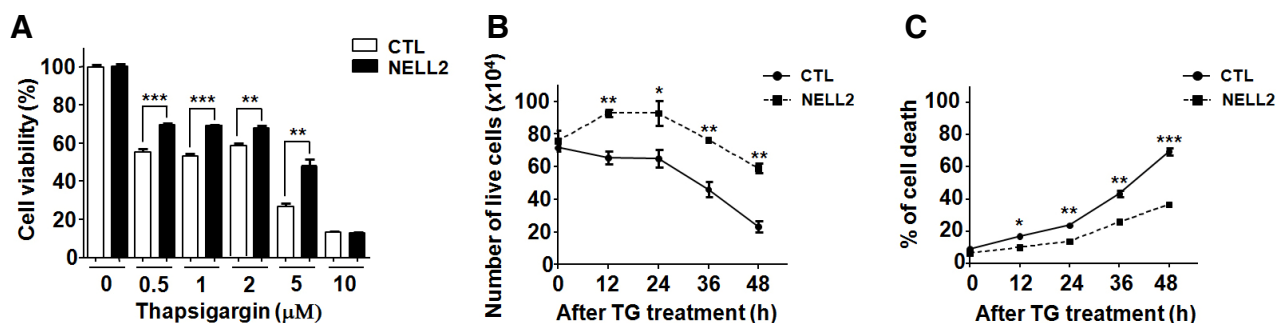 A
CTL
NELL2
Cell viability (%)
100
80
60
40
20
0
***
***
**
**
0 0.5 1 2 5 10
Thapsigargin (μM)
B
CTL
NELL2
Number of live cells (x10⁴)
100
80
60
40
20
0
**
*
**
**
0 12 24 36 48
After TG treatment (h)
C
CTL
NELL2
% of cell death
100
80
60
40
20
0
*
**
**
***
0 12 24 36 48
After TG treatment (h)